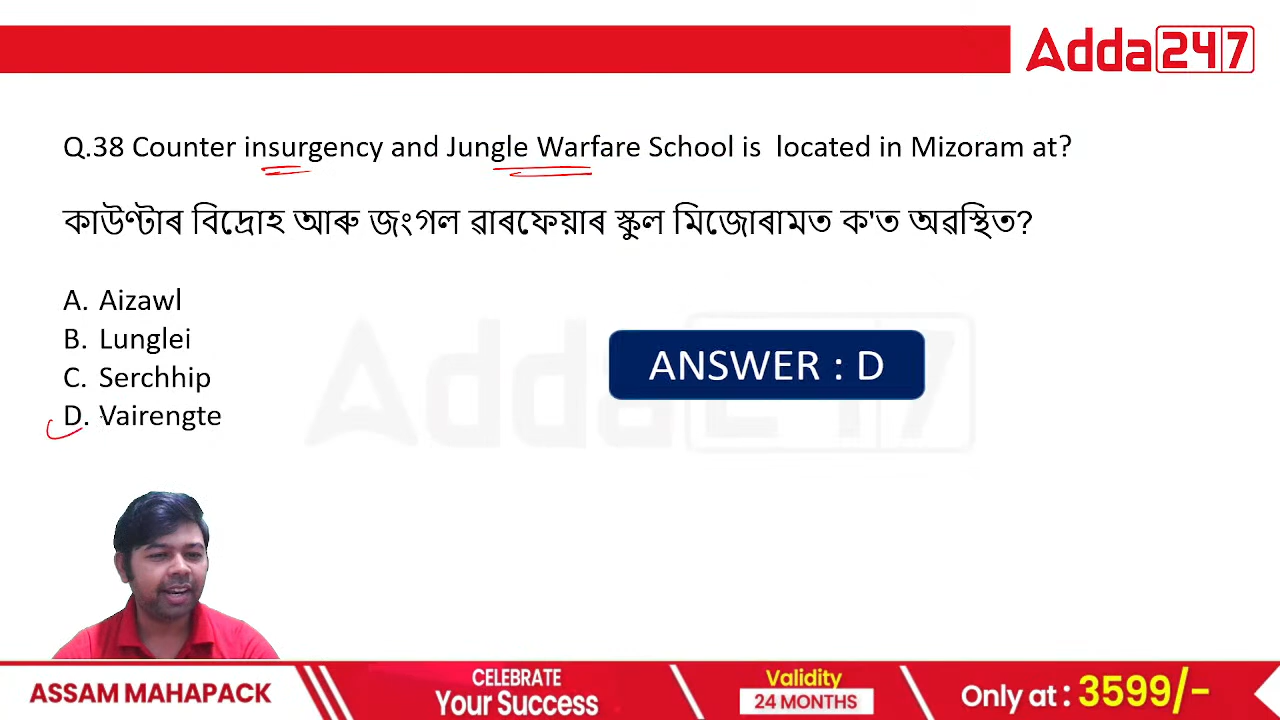 Adda247
Q.38 Counter insurgency and Jungle Warfare School is located in Mizoram at?
কাউণ্টাৰ বিদ্ৰোহ আৰু জংগল ৱাৰফেয়াৰ স্কুল মিজোৰামত ক'ত অৱস্থিত?
A. Aizawl
B. Lunglei
C. Serchhip
D. Vairengte
ANSWER : D
Adda247
ASSAM MAHAPACK
CELEBRATE
Your Success
Validity
24 MONTHS
Only at : 3599/-